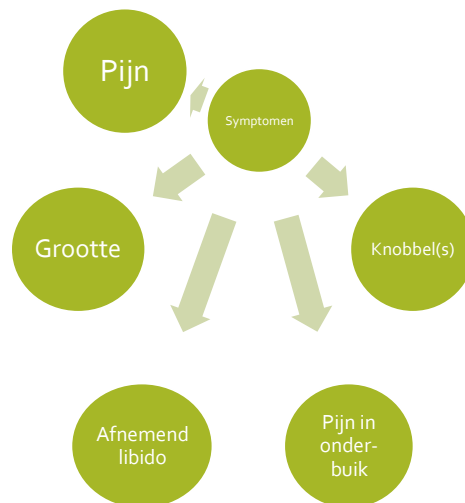 Pijn
Symptomen
Grootte
Knobbel(s)
Afnemend
libido
Pijn in
onder-
buik